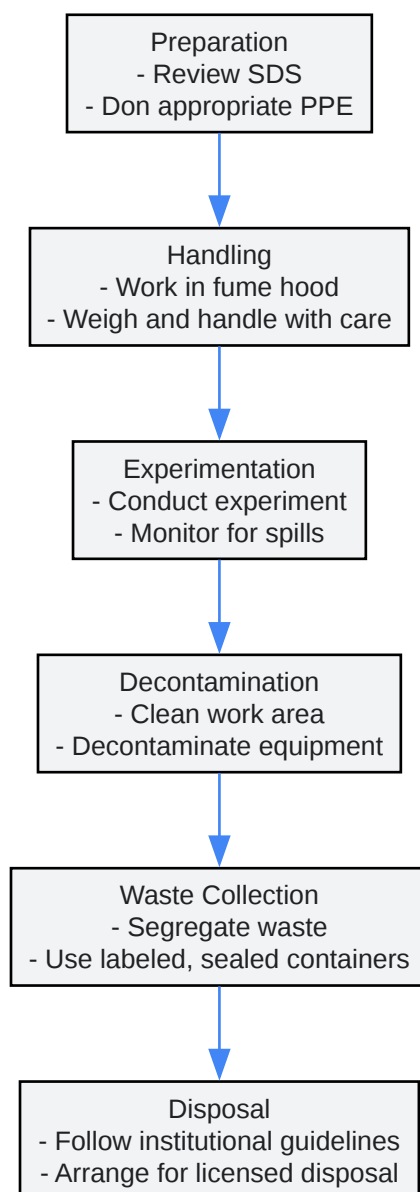 Preparation
- Review SDS
- Don appropriate PPE
Handling
- Work in fume hood
- Weigh and handle with care
Experimentation
- Conduct experiment
- Monitor for spills
Decontamination
- Clean work area
- Decontaminate equipment
Waste Collection
- Segregate waste
- Use labeled, sealed containers
Disposal
- Follow institutional guidelines
- Arrange for licensed disposal